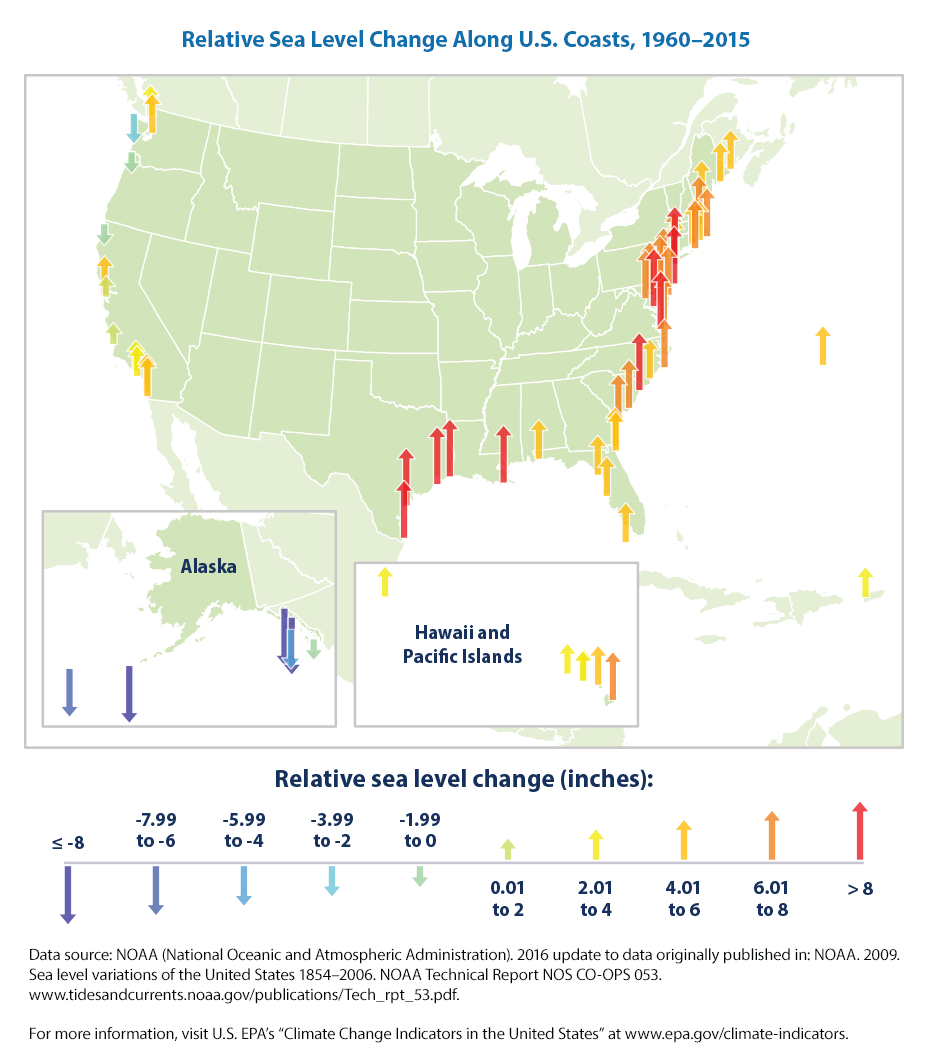 Relative Sea Level Change Along U.S. Coasts, 1960–2015
Alaska
Hawaii and
Pacific Islands
Relative sea level change (inches):
≤ -8
-7.99
to -6
-5.99
to -4
-3.99
to -2
-1.99
to 0
0.01
to 2
2.01
to 4
4.01
to 6
6.01
to 8
> 8
Data source: NOAA (National Oceanic and Atmospheric Administration). 2016 update to data originally published in: NOAA. 2009.
Sea level variations of the United States 1854–2006. NOAA Technical Report NOS CO-OPS 053.
www.tidesandcurrents.noaa.gov/publications/Tech_rpt_53.pdf.
For more information, visit U.S. EPA’s “Climate Change Indicators in the United States” at www.epa.gov/climate-indicators.